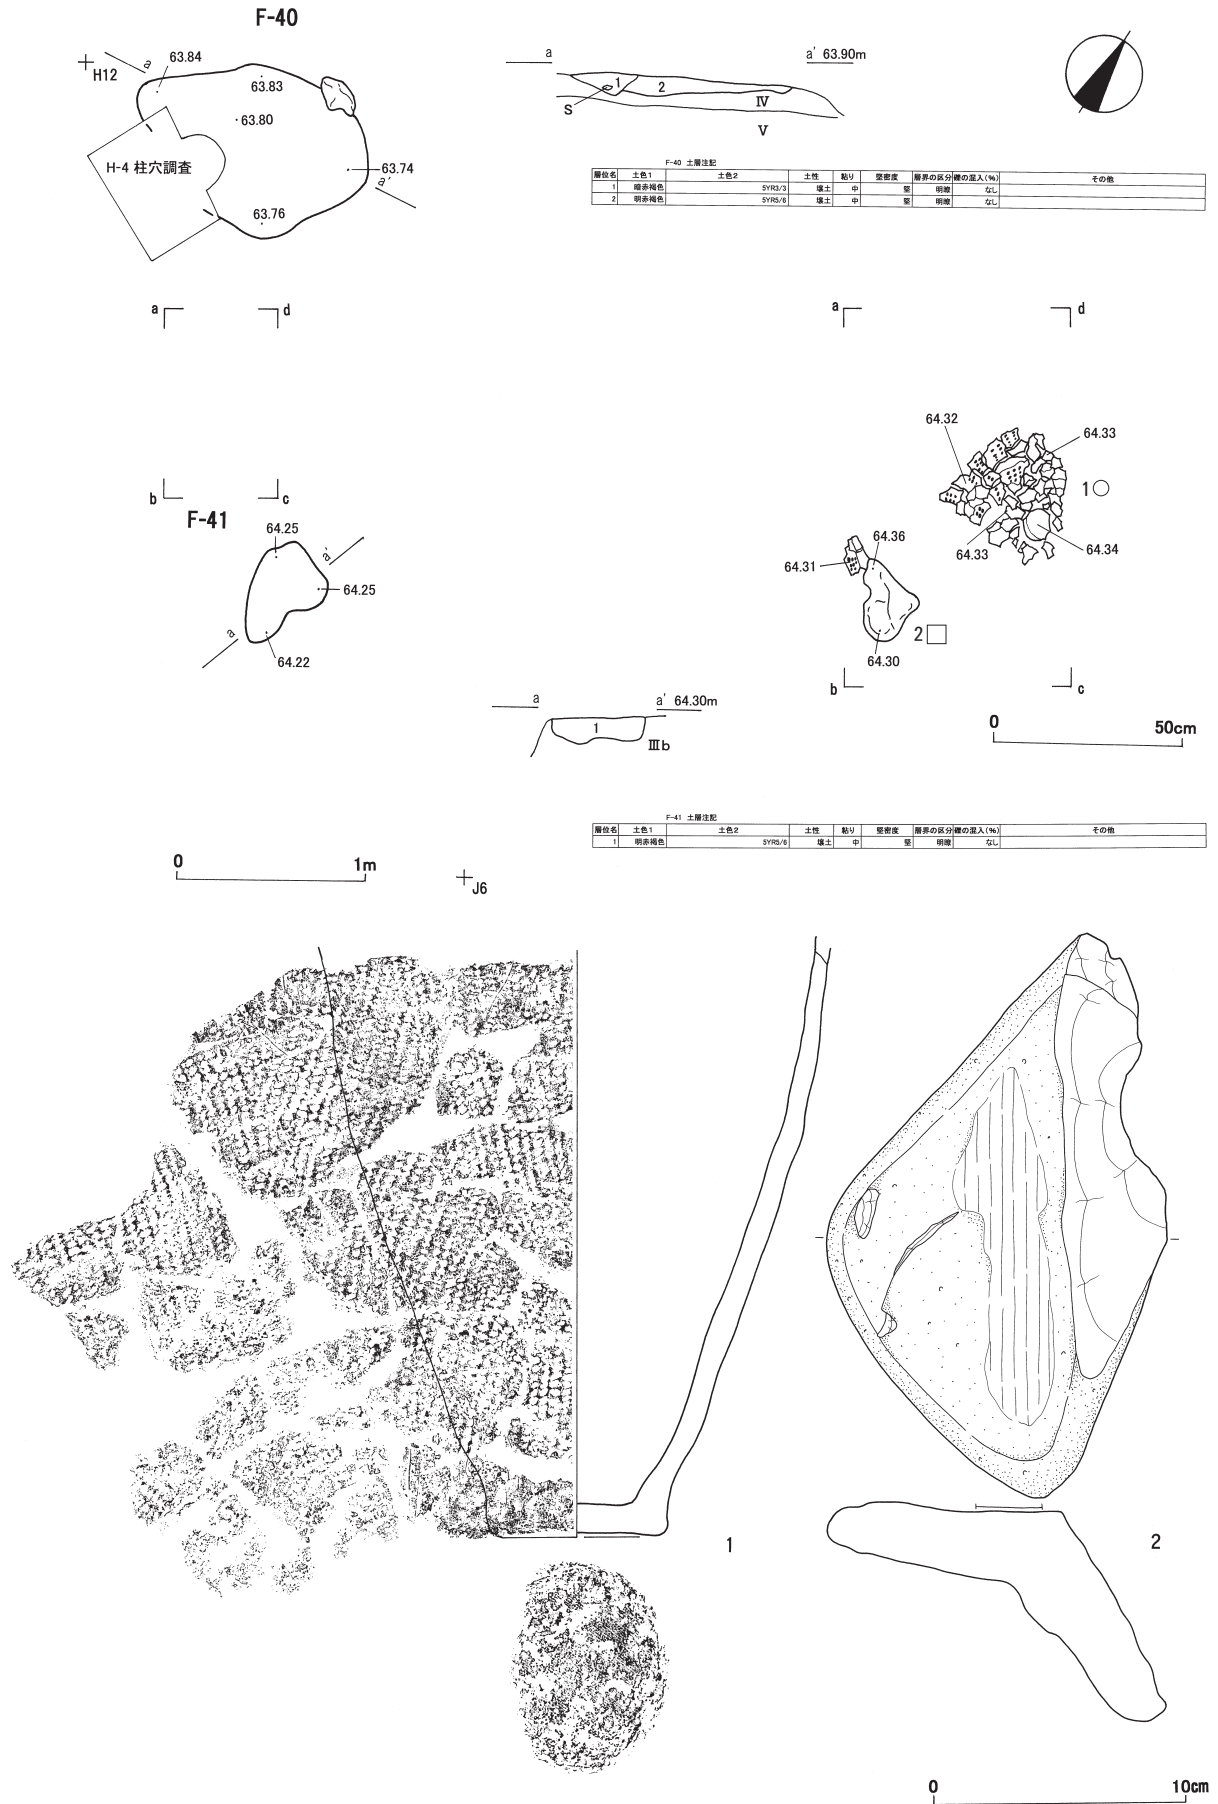 F-40
H12
a
63.84
63.83
63.80
63.74
a'
63.76
H-4 柱穴調査
a
a' 63.90m
1
2
S
Ⅳ
Ⅴ
F-40 土層注記
層位名 土色1 土色2 土性 粘り 堅密度 層界の区分 礫の混入(%) その他
1 暗赤褐色 5YR3/3 壌土 中 堅 明瞭 なし
2 明赤褐色 5YR5/6 壌土 中 堅 明瞭 なし
a d
b c
a d
64.32
64.33
1
64.33
64.34
64.36
64.31
2
64.30
b c
0 50cm
F-41
64.25
a'
64.25
a
64.22
a
a' 64.30m
1
Ⅲb
F-41 土層注記
層位名 土色1 土色2 土性 粘り 堅密度 層界の区分 礫の混入(%) その他
1 明赤褐色 5YR5/6 壌土 中 堅 明瞭 なし
0 1m
J6
1
2
0 10cm